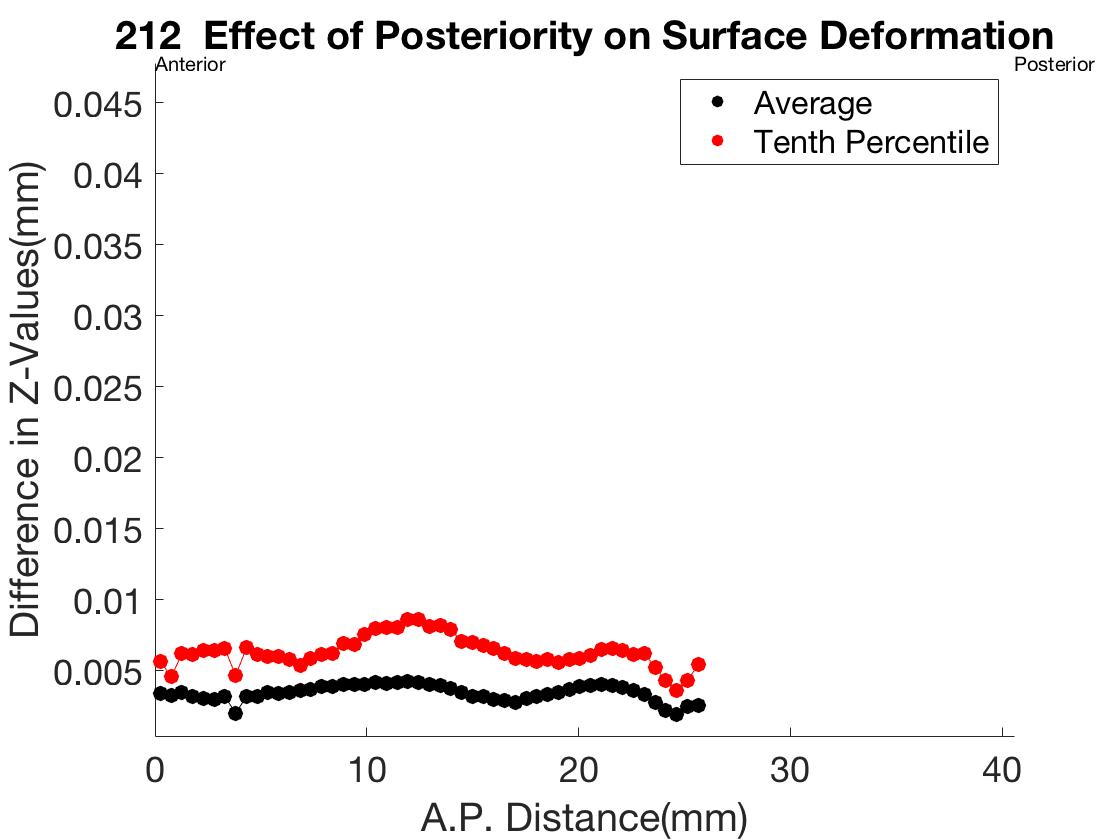 212  Effect of Posteriority on Surface Deformation
Anterior
Posterior
Average
Tenth Percentile
Difference in Z-Values(mm)
0.045
0.04
0.035
0.03
0.025
0.02
0.015
0.01
0.005
0
10
20
30
40
A.P. Distance(mm)